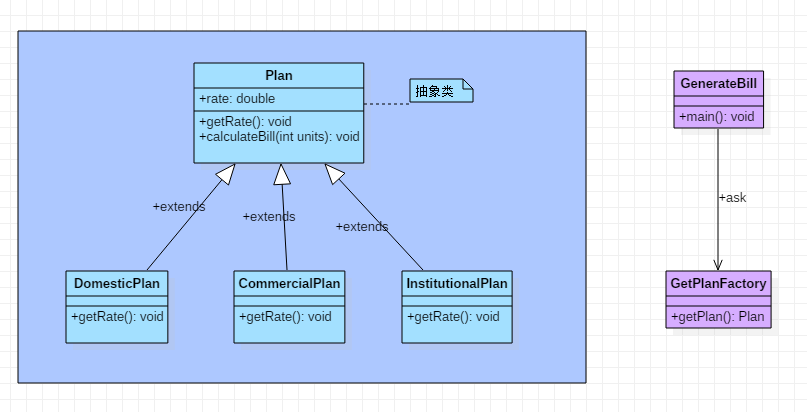 Plan
+rate: double
+getRate(): void
+calculateBill(int units): void
抽象类
+extends
+extends
+extends
DomesticPlan
+getRate(): void
CommercialPlan
+getRate(): void
InstitutionalPlan
+getRate(): void
GenerateBill
+main(): void
+ask
GetPlanFactory
+getPlan(): Plan